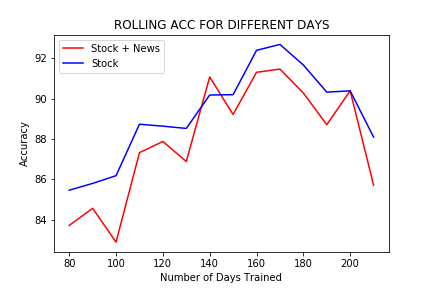 ROLLING ACC FOR DIFFERENT DAYS
Stock + News
Stock
Accuracy
92
90
88
86
84
80 100 120 140 160 180 200
Number of Days Trained